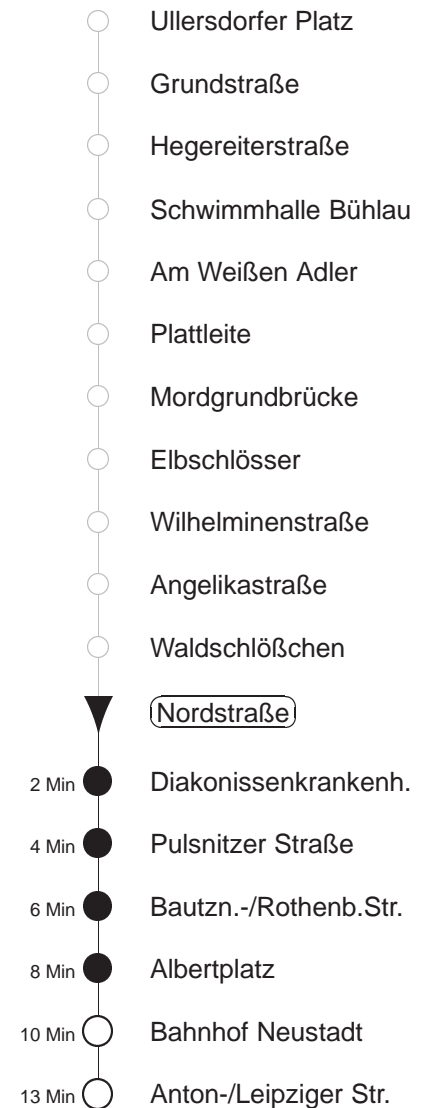 Ullersdorfer Platz
Grundstraße
Hegereiterstraße
Schwimmhalle Bühlau
Am Weißen Adler
Plattleite
Mordgrundbrücke
Elbschlösser
Wilhelminenstraße
Angelikastraße
Waldschlößchen
Nordstraße
2 Min Diakonissenkrankenh.
4 Min Pulsnitzer Straße
6 Min Bautzn.-/Rothenb.Str.
8 Min Albertplatz
10 Min Bahnhof Neustadt
13 Min Anton-/Leipziger Str.